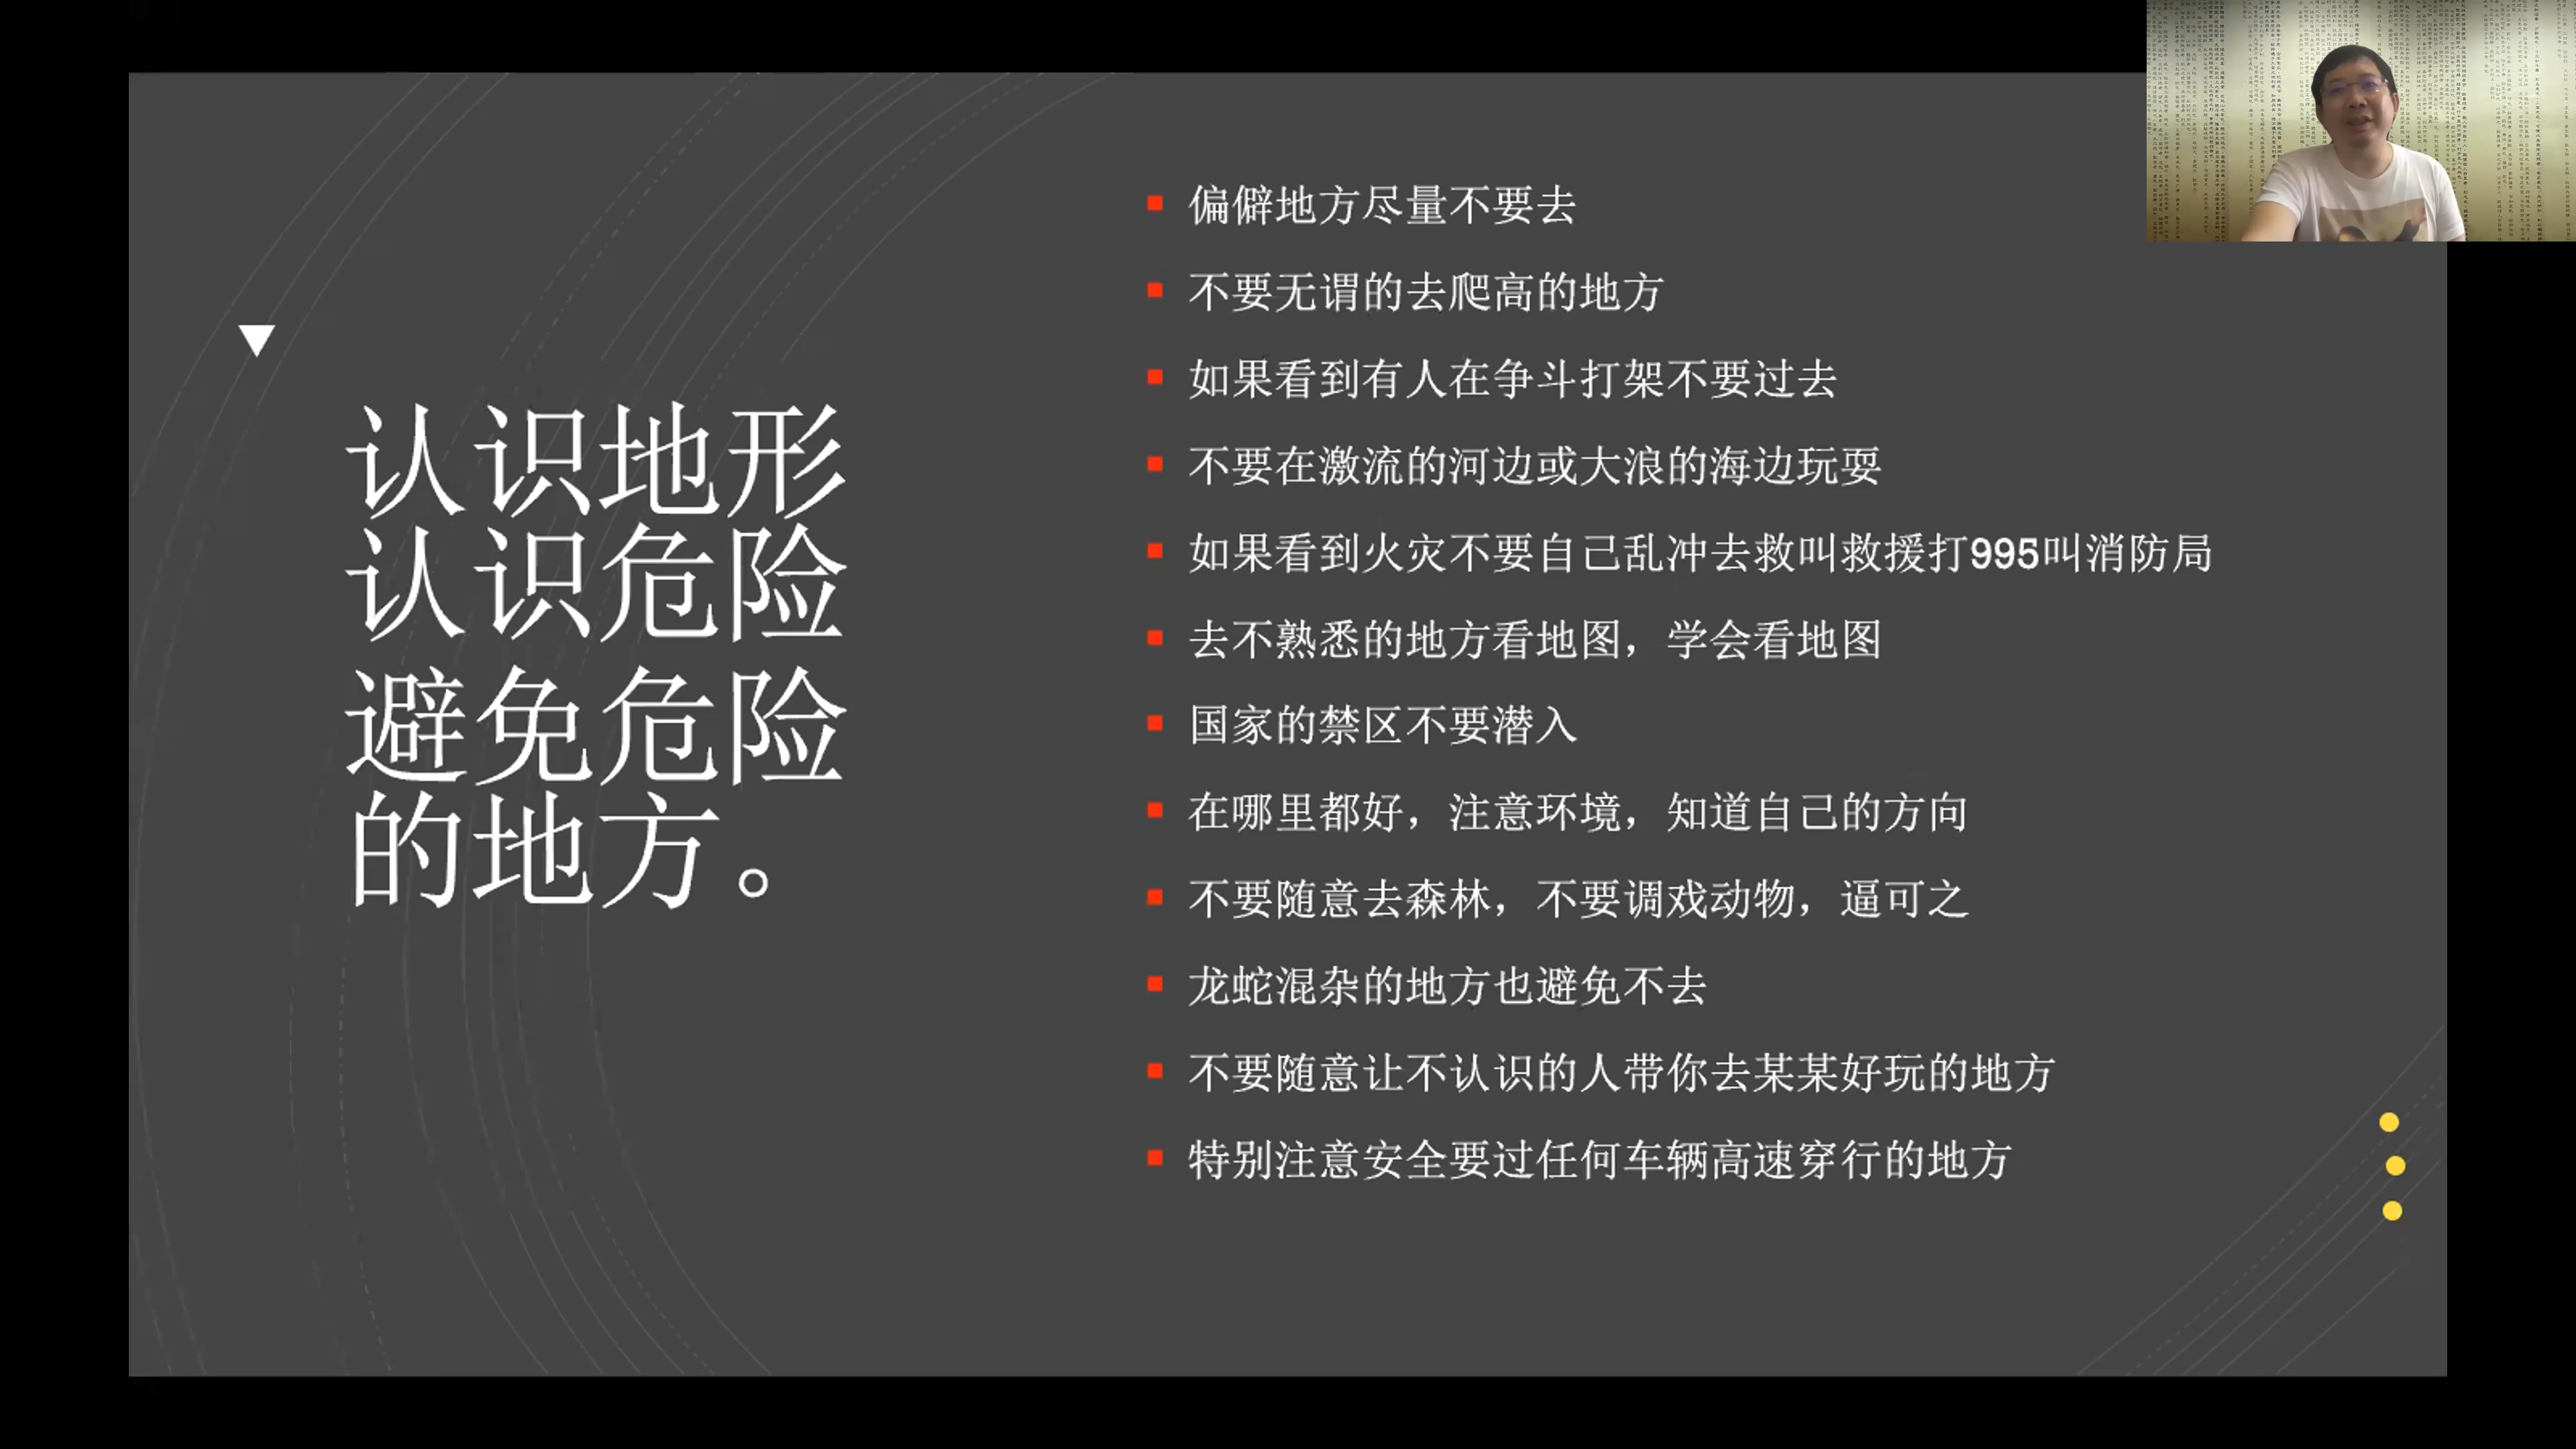 认识地形
认识危险
避免危险
的地方。
偏僻地方尽量不要去
不要无谓的去爬高的地方
如果看到有人在争斗打架不要过去
不要在激流的河边或大浪的海边玩耍
如果看到火灾不要自己乱冲去救叫救援打995叫消防局
去不熟悉的地方看地图，学会看地图
国家的禁区不要潜入
在哪里都好，注意环境，知道自己的方向
不要随意去森林，不要调戏动物，逼可之
龙蛇混杂的地方也避免不去
不要随意让不认识的人带你去某某好玩的地方
特别注意安全要过任何车辆高速穿行的地方